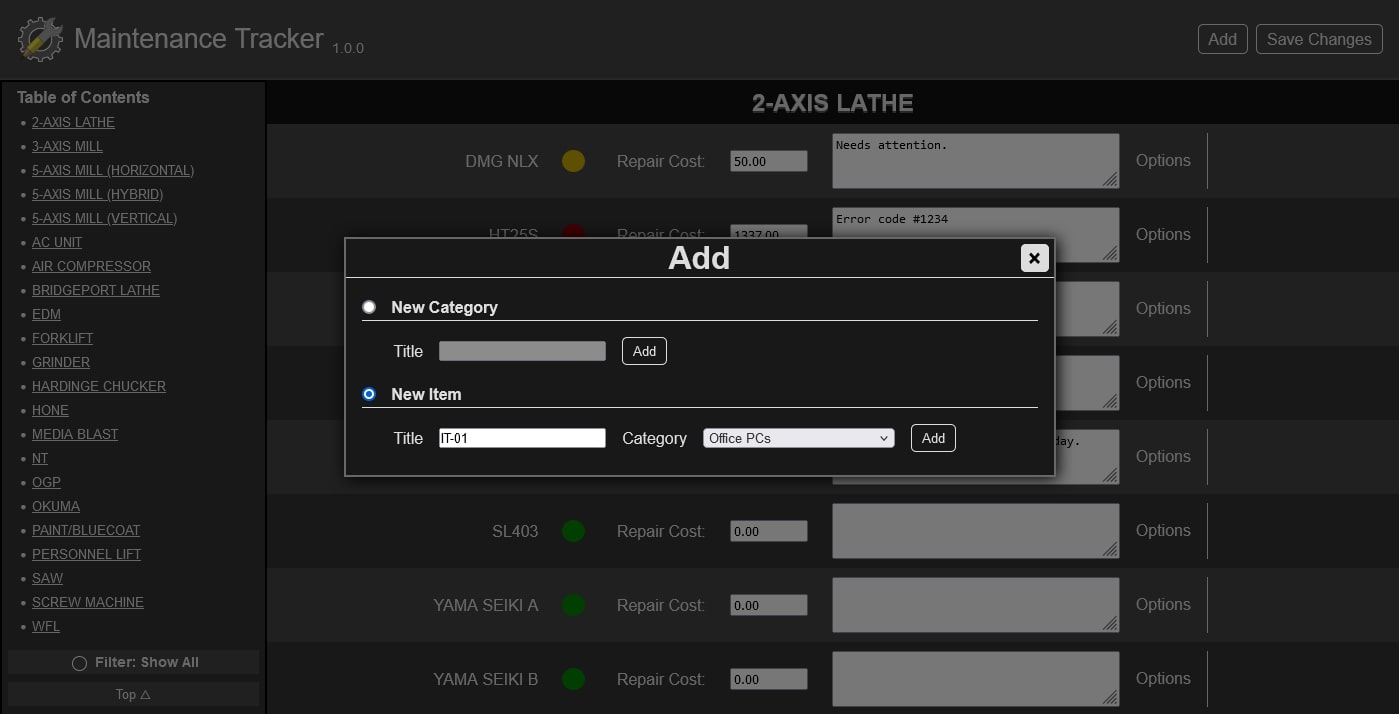 Maintenance Tracker 1.0.0
Add Save Changes
Table of Contents
2-AXIS LATHE
3-AXIS MILL
5-AXIS MILL (HORIZONTAL)
5-AXIS MILL (HYBRID)
5-AXIS MILL (VERTICAL)
AC UNIT
AIR COMPRESSOR
BRIDGEPORT LATHE
EDM
FORKLIFT
GRINDER
HARDINGE CHUCKER
HONE
MEDIA BLAST
NT
OGP
OKUMA
PAINT/BLUECOAT
PERSONNEL LIFT
SAW
SCREW MACHINE
WFL
Filter: Show All
Top △
2-AXIS LATHE
DMG NLX Repair Cost: 50.00 Needs attention. Options
HT25S Repair Cost: 1337.00 Error code #1234 Options
Add
New Category
Title Add
New Item
Title IT-01 Category Office PCs Add
Options
Options
day. Options
SL403 Repair Cost: 0.00 Options
YAMA SEIKI A Repair Cost: 0.00 Options
YAMA SEIKI B Repair Cost: 0.00 Options